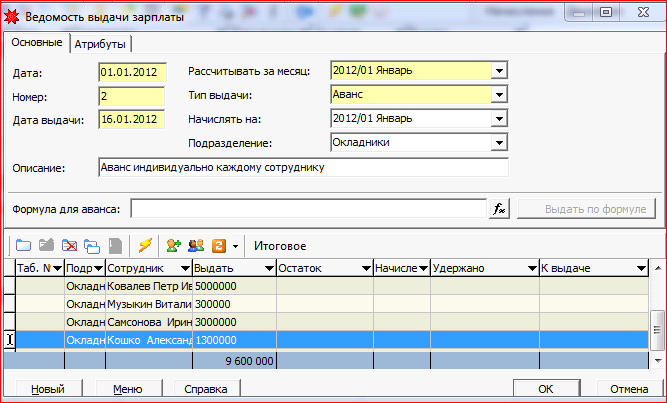 Ведомость выдачи зарплаты
Основные Атрибуты
Дата: 01.01.2012 Рассчитывать за месяц: 2012/01 Январь
Номер: 2 Тип выдачи: Аванс
Дата выдачи: 16.01.2012 Начислять на: 2012/01 Январь
Подразделение: Окладники
Описание: Аванс индивидуально каждому сотруднику
Формула для аванса: fx Выдать по формуле
Итоговое
Таб. N Подр Сотрудник Выдать Остаток Начисле Удержано К выдаче
Окладн Ковалев Петр Ив 5000000
Окладн Музыкин Витали 300000
Окладн Самсонова Ирин 3000000
Окладн Кошко Александ 1300000
9 600 000
Новый Меню Справка ОК Отмена